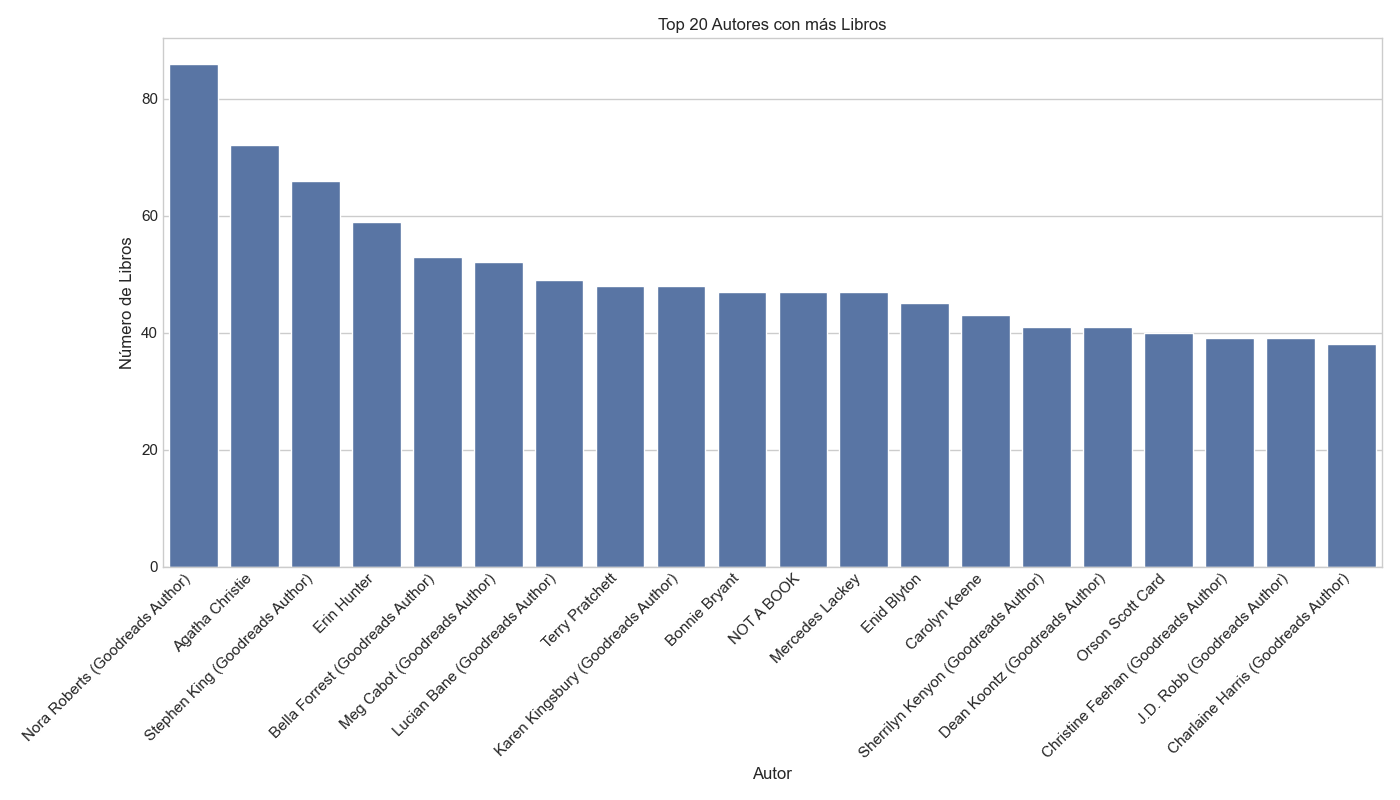 Top 20 Autores con más Libros
Número de Libros
80
60
40
20
0
Nora Roberts (Goodreads Author)
Agatha Christie
Stephen King (Goodreads Author)
Erin Hunter
Bella Forrest (Goodreads Author)
Meg Cabot (Goodreads Author)
Lucian Bane (Goodreads Author)
Terry Pratchett
Karen Kingsbury (Goodreads Author)
Bonnie Bryant
NOT A BOOK
Mercedes Lackey
Enid Blyton
Carolyn Keene
Sherrilyn Kenyon (Goodreads Author)
Dean Koontz (Goodreads Author)
Orson Scott Card
Christine Feehan (Goodreads Author)
J.D. Robb (Goodreads Author)
Charlaine Harris (Goodreads Author)
Autor